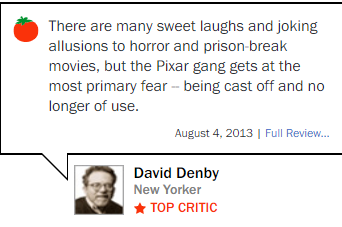 There are many sweet laughs and joking
allusions to horror and prison-break
movies, but the Pixar gang gets at the
most primary fear -- being cast off and no
longer of use.
August 4, 2013 | Full Review...
David Denby
New Yorker
TOP CRITIC